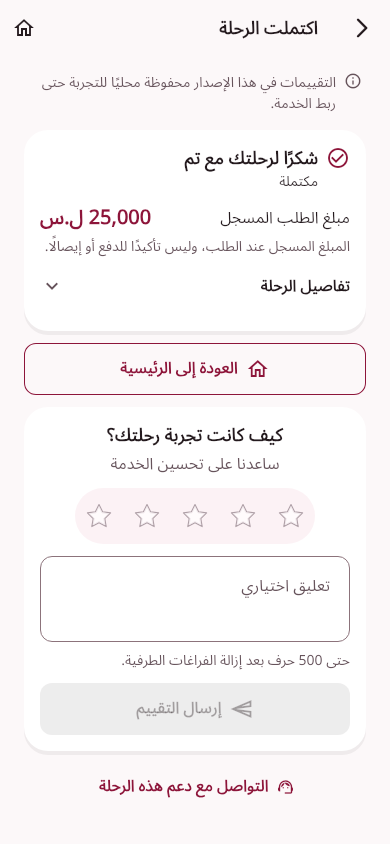 اكتملت الرحلة
التقييمات في هذا الإصدار محفوظة محليًا للتجربة حتى
ربط الخدمة.
شكرًا لرحلتك مع تم
مكتملة
مبلغ الطلب المسجل
25,000 ل.س
المبلغ المسجل عند الطلب، وليس تأكيدًا للدفع أو إيصالًا.
تفاصيل الرحلة
العودة إلى الرئيسية
كيف كانت تجربة رحلتك؟
ساعدنا على تحسين الخدمة
تعليق اختياري
حتى 500 حرف بعد إزالة الفراغات الطرفية.
إرسال التقييم
التواصل مع دعم هذه الرحلة